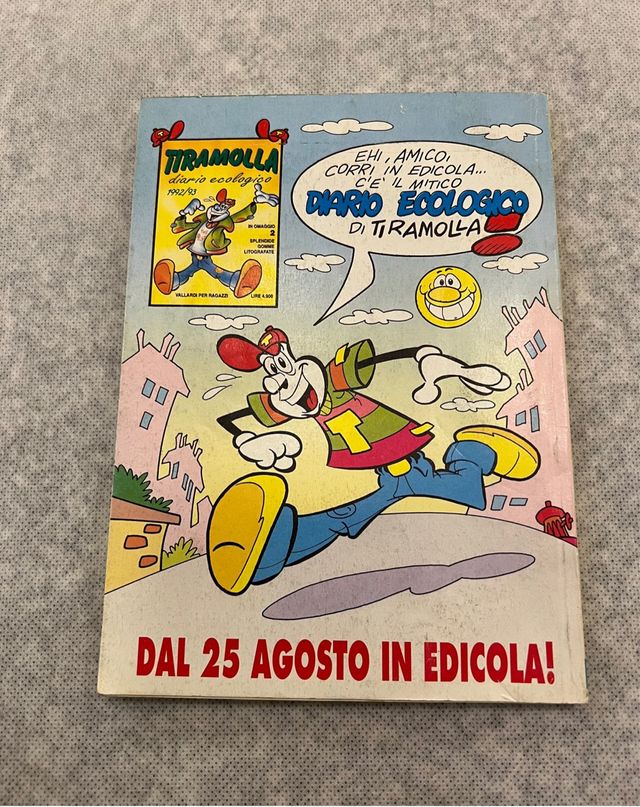 TIRAMOLLA
diario ecologico
1992/93
IN OMAGGIO
2
SPLENDIDE
GOMME
LITOGRAFATE
VALLARDI PER RAGAZZI
LIRE 4.900
EHI, AMICO,
CORRI IN EDICOLA...
C'E' IL MITICO
DIARIO ECOLOGICO
DI TIRAMOLLA!
T
T
T
DAL 25 AGOSTO IN EDICOLA!